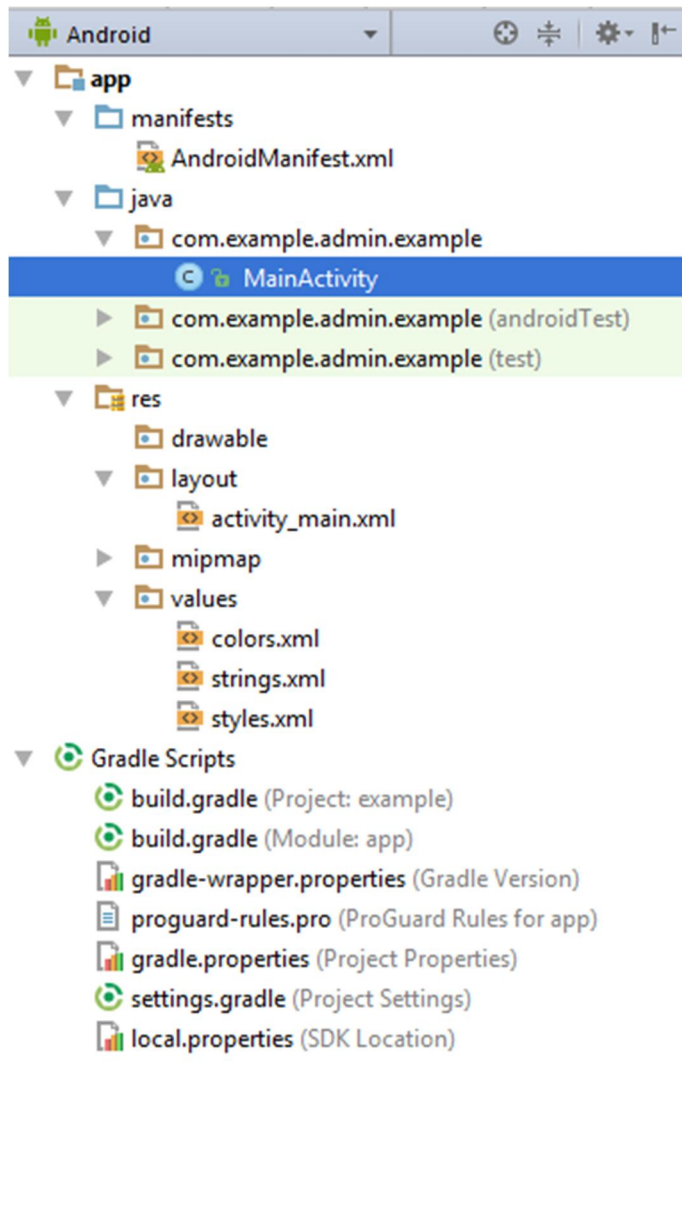 Android
app
manifests
AndroidManifest.xml
java
com.example.admin.example
C MainActivity
com.example.admin.example (androidTest)
com.example.admin.example (test)
res
drawable
layout
activity_main.xml
mipmap
values
colors.xml
strings.xml
styles.xml
Gradle Scripts
build.gradle (Project: example)
build.gradle (Module: app)
gradle-wrapper.properties (Gradle Version)
proguard-rules.pro (ProGuard Rules for app)
gradle.properties (Project Properties)
settings.gradle (Project Settings)
local.properties (SDK Location)